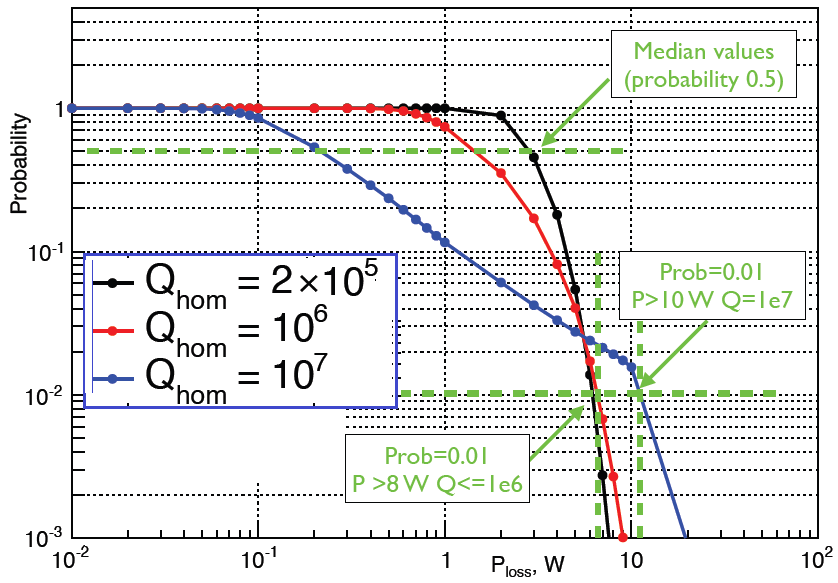 Median values
(probability 0.5)
Probability
1
10⁻¹
10⁻²
10⁻³
Q_hom = 2×10⁵
Q_hom = 10⁶
Q_hom = 10⁷
Prob=0.01
P>10 W Q=1e7
Prob=0.01
P >8 W Q<=1e6
10⁻²
10⁻¹
1
10
10²
P_loss, W